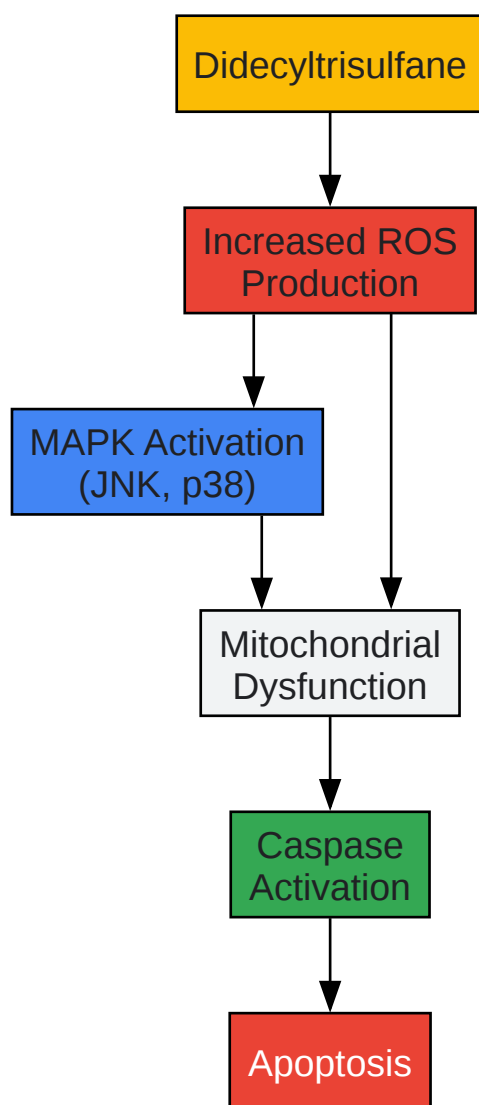 Didecyltrisulfane
Increased ROS
Production
MAPK Activation
(JNK, p38)
Mitochondrial
Dysfunction
Caspase
Activation
Apoptosis